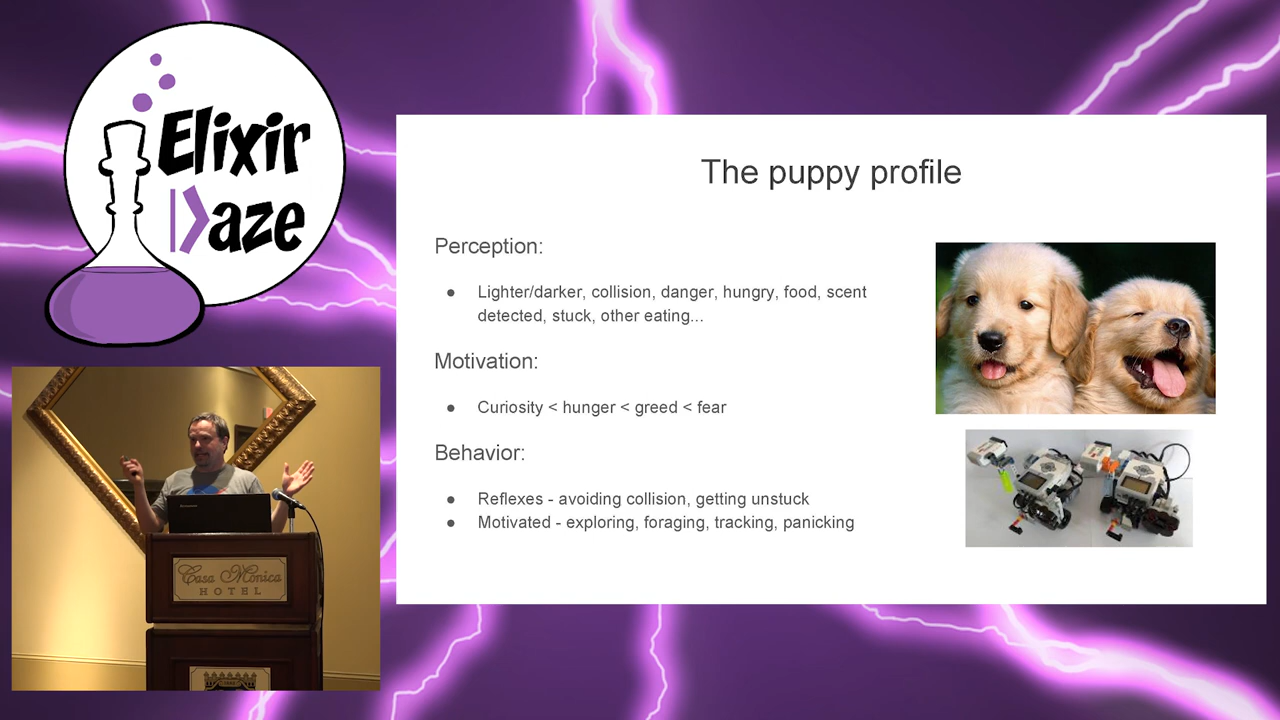 Elixir
Daze
The puppy profile
Perception:
● Lighter/darker, collision, danger, hungry, food, scent
detected, stuck, other eating...
Motivation:
● Curiosity < hunger < greed < fear
Behavior:
● Reflexes - avoiding collision, getting unstuck
● Motivated - exploring, foraging, tracking, panicking
Casa Monica
HOTEL